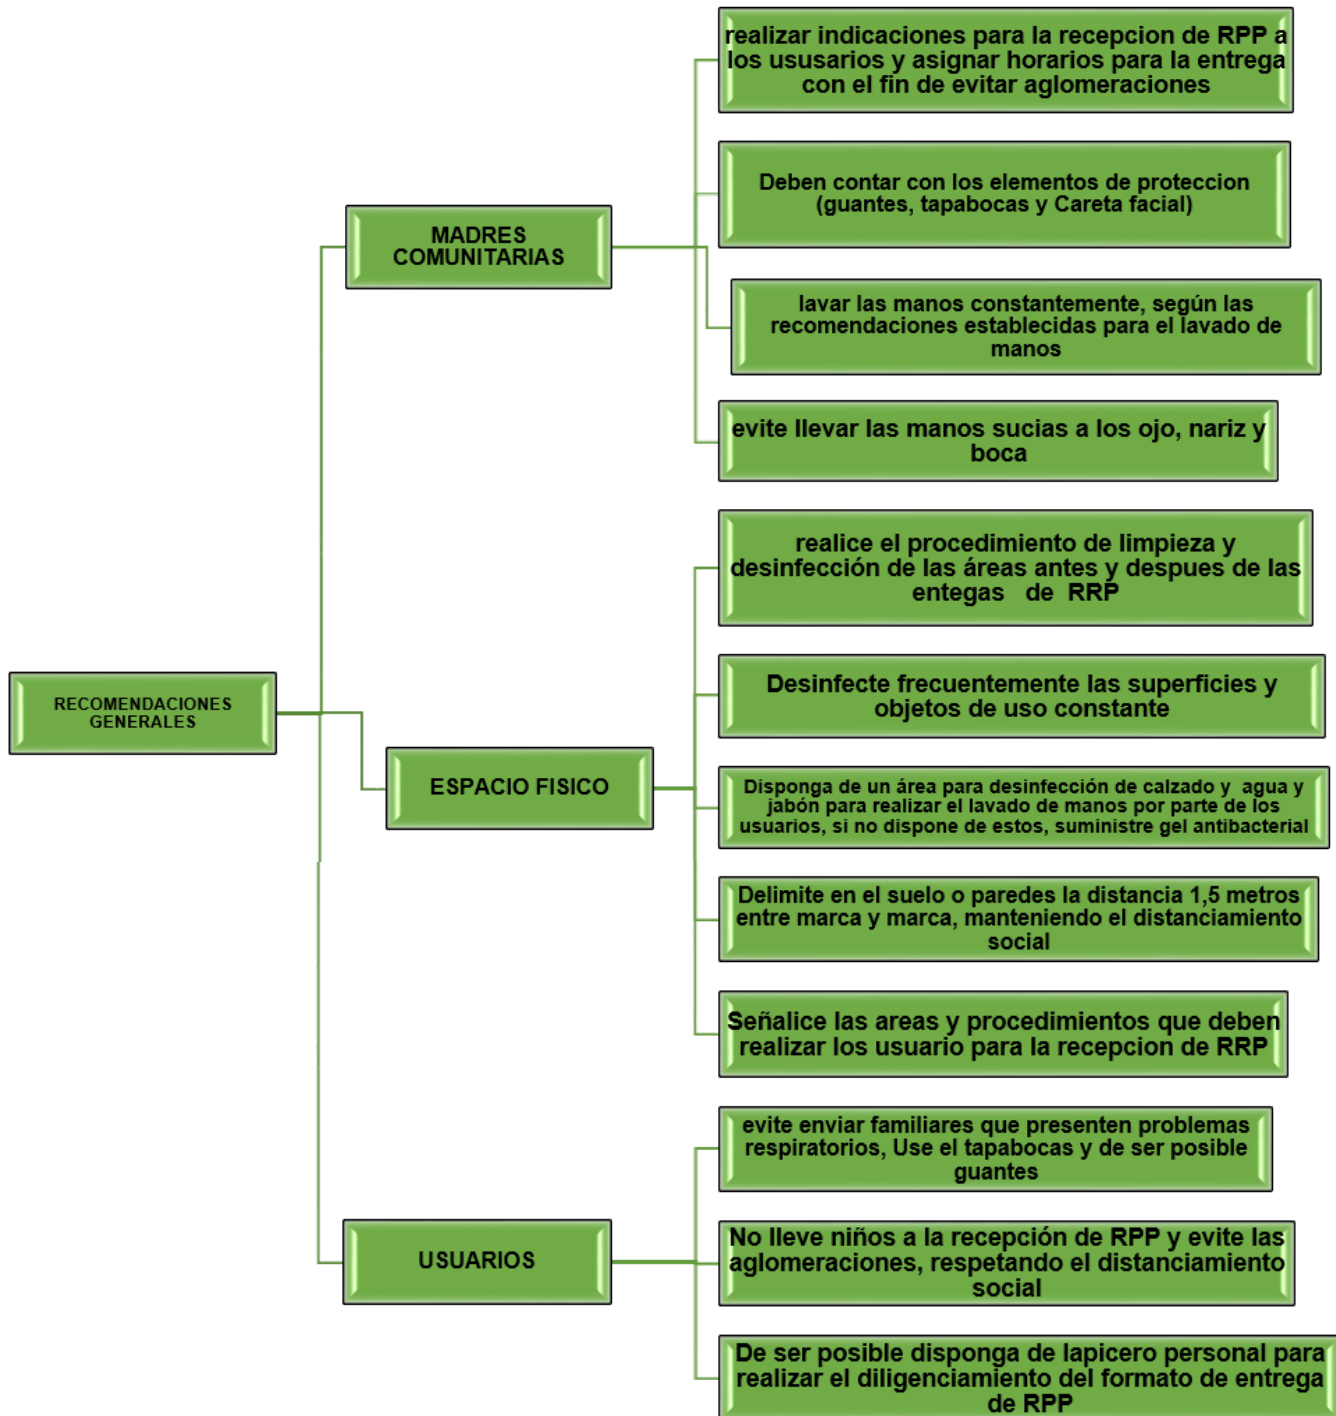 RECOMENDACIONES
GENERALES
MADRES
COMUNITARIAS
realizar indicaciones para la recepcion de RPP a
los ususarios y asignar horarios para la entrega
con el fin de evitar aglomeraciones
Deben contar con los elementos de proteccion
(guantes, tapabocas y Careta facial)
lavar las manos constantemente, según las
recomendaciones establecidas para el lavado de
manos
evite llevar las manos sucias a los ojo, nariz y
boca
ESPACIO FISICO
realice el procedimiento de limpieza y
desinfección de las áreas antes y despues de las
entegas de RRP
Desinfecte frecuentemente las superficies y
objetos de uso constante
Disponga de un área para desinfección de calzado y agua y
jabón para realizar el lavado de manos por parte de los
usuarios, si no dispone de estos, suministre gel antibacterial
Delimite en el suelo o paredes la distancia 1,5 metros
entre marca y marca, manteniendo el distanciamiento
social
Señalice las areas y procedimientos que deben
realizar los usuario para la recepcion de RRP
USUARIOS
evite enviar familiares que presenten problemas
respiratorios, Use el tapabocas y de ser posible
guantes
No lleve niños a la recepción de RPP y evite las
aglomeraciones, respetando el distanciamiento
social
De ser posible disponga de lapicero personal para
realizar el diligenciamiento del formato de entrega
de RPP